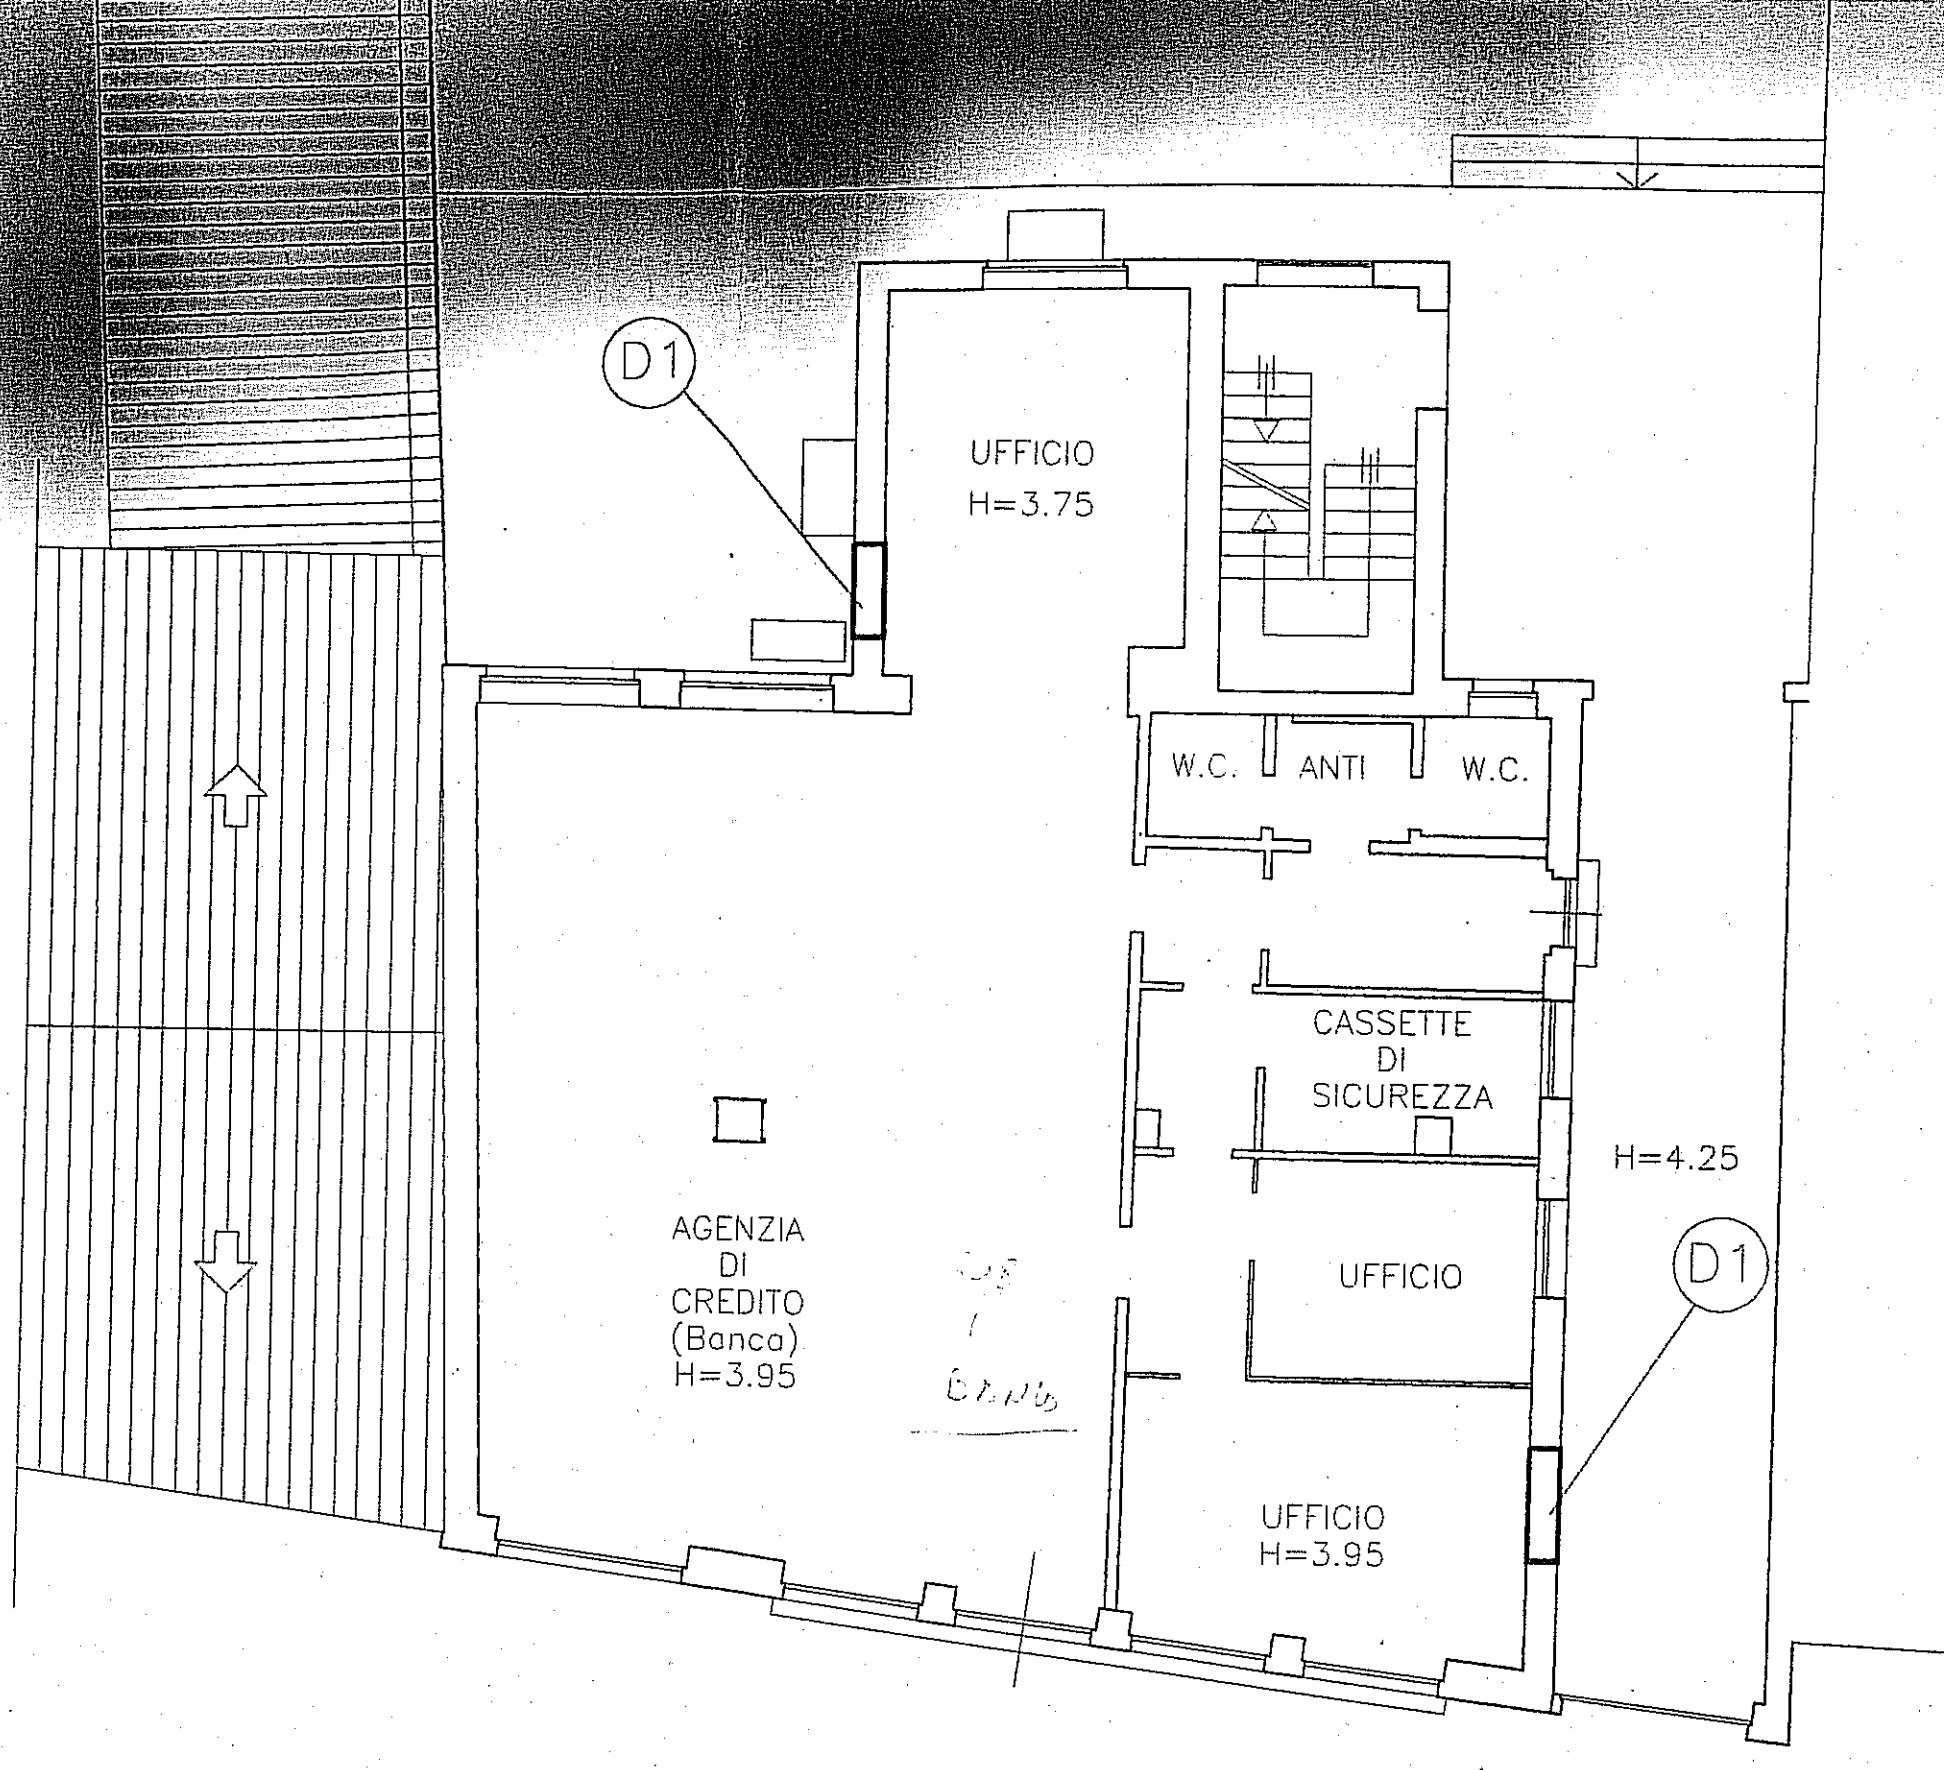 D1
UFFICIO
H=3.75
W.C.
ANTI
W.C.
CASSETTE
DI
SICUREZZA
H=4.25
AGENZIA
DI
CREDITO
(Banca)
H=3.95
UFFICIO
D1
UFFICIO
H=3.95